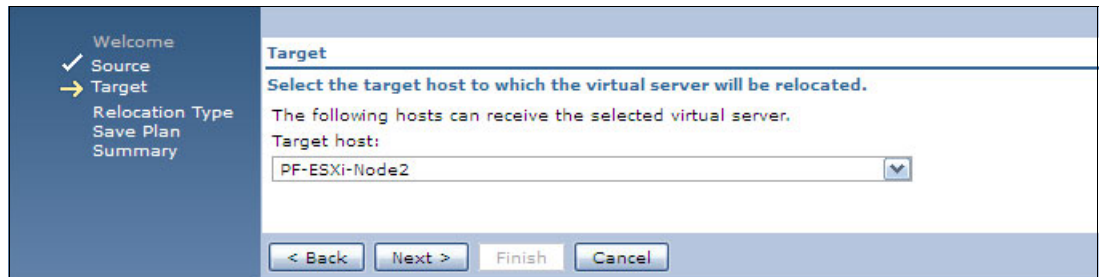 Welcome
Source
Target
Relocation Type
Save Plan
Summary
Target
Select the target host to which the virtual server will be relocated.
The following hosts can receive the selected virtual server.
Target host:
PF-ESXi-Node2
< Back Next > Finish Cancel